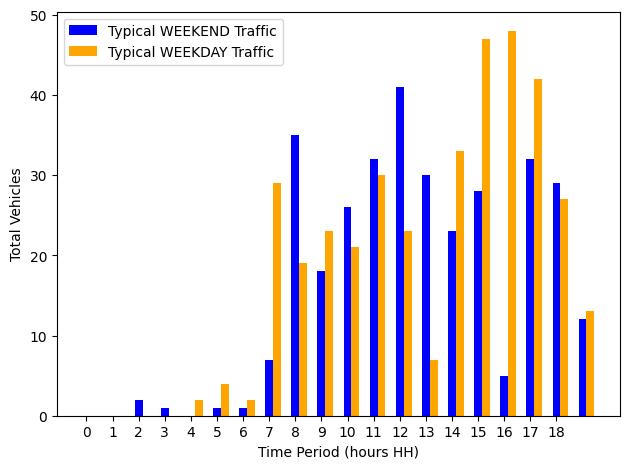 Typical WEEKEND Traffic
Typical WEEKDAY Traffic
50
40
30
20
10
0
Total Vehicles
0 1 2 3 4 5 6 7 8 9 10 11 12 13 14 15 16 17 18
Time Period (hours HH)